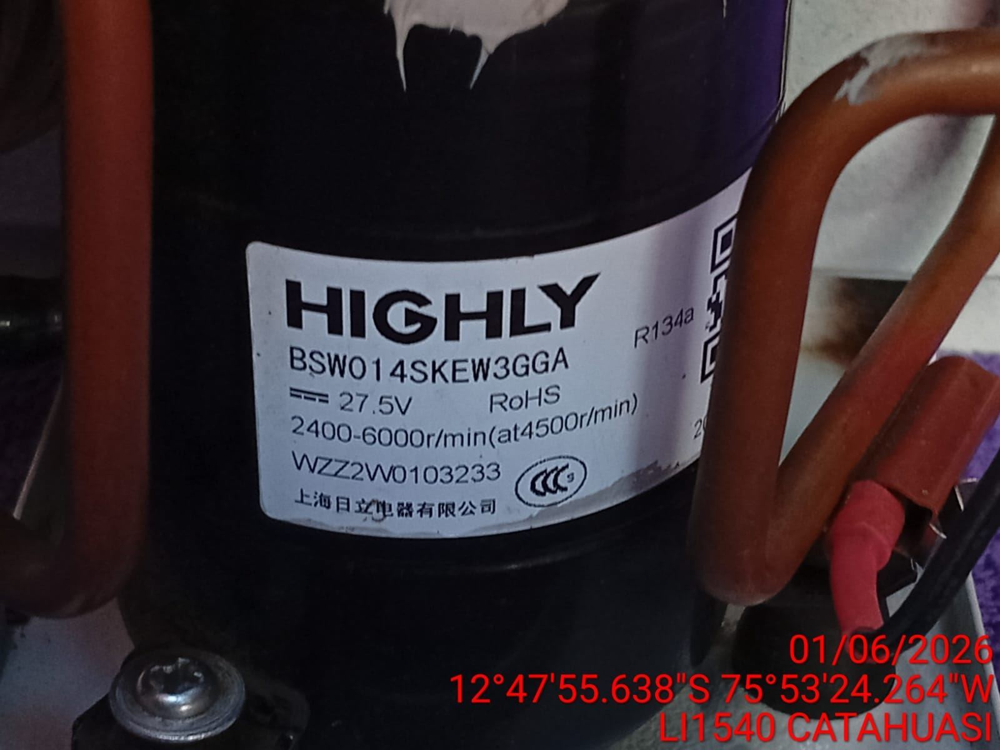 HIGHLY
R134a
BSW014SKEW3GGA
27.5V RoHS
2400-6000r/min(at4500r/min)
WZZ2W0103233
CCC S
上海日立电器有限公司
01/06/2026
12°47'55.638"S 75°53'24.264"W
LI1540 CATAHUASI